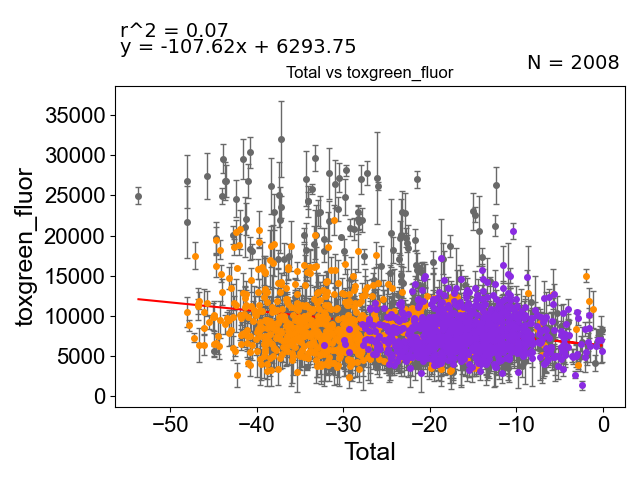 r^2 = 0.07
y = -107.62x + 6293.75
N = 2008
Total vs toxgreen_fluor
35000
30000
25000
20000
15000
10000
5000
0
toxgreen_fluor
−50 −40 −30 −20 −10 0
Total